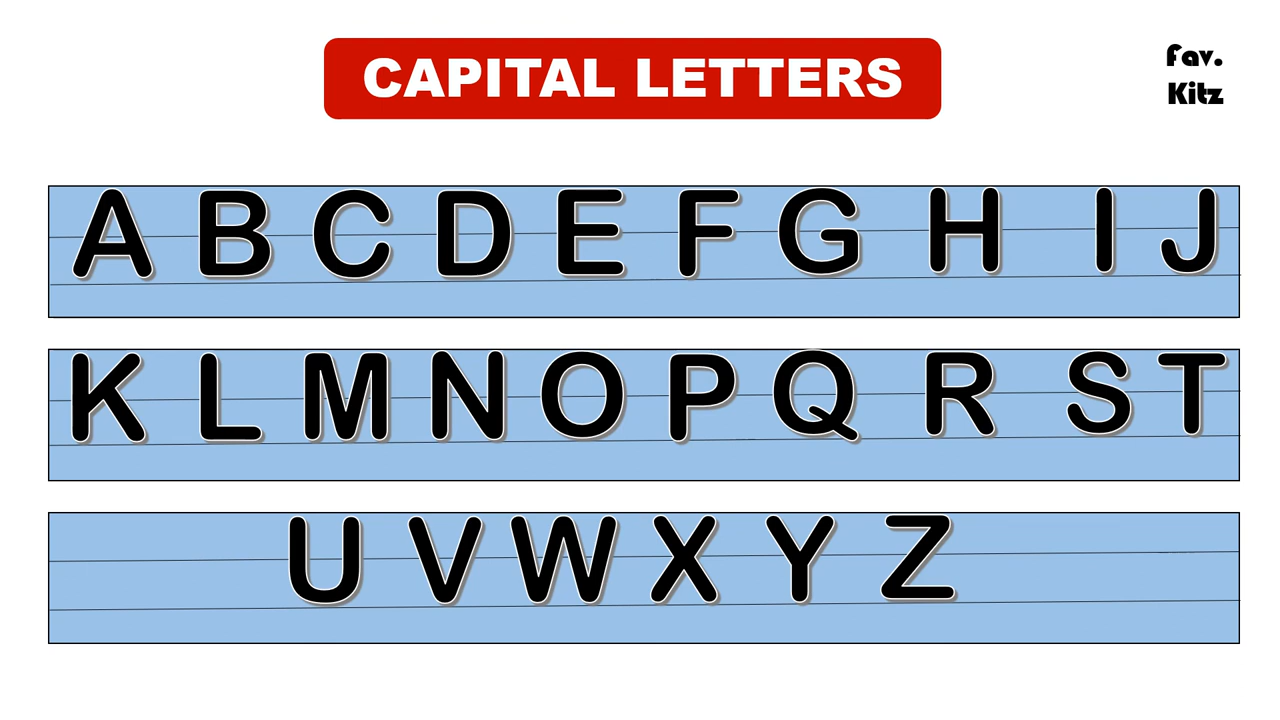 CAPITAL LETTERS
Fav.
Kitz
A B C D E F G H I J
K L M N O P Q R S T
U V W X Y Z